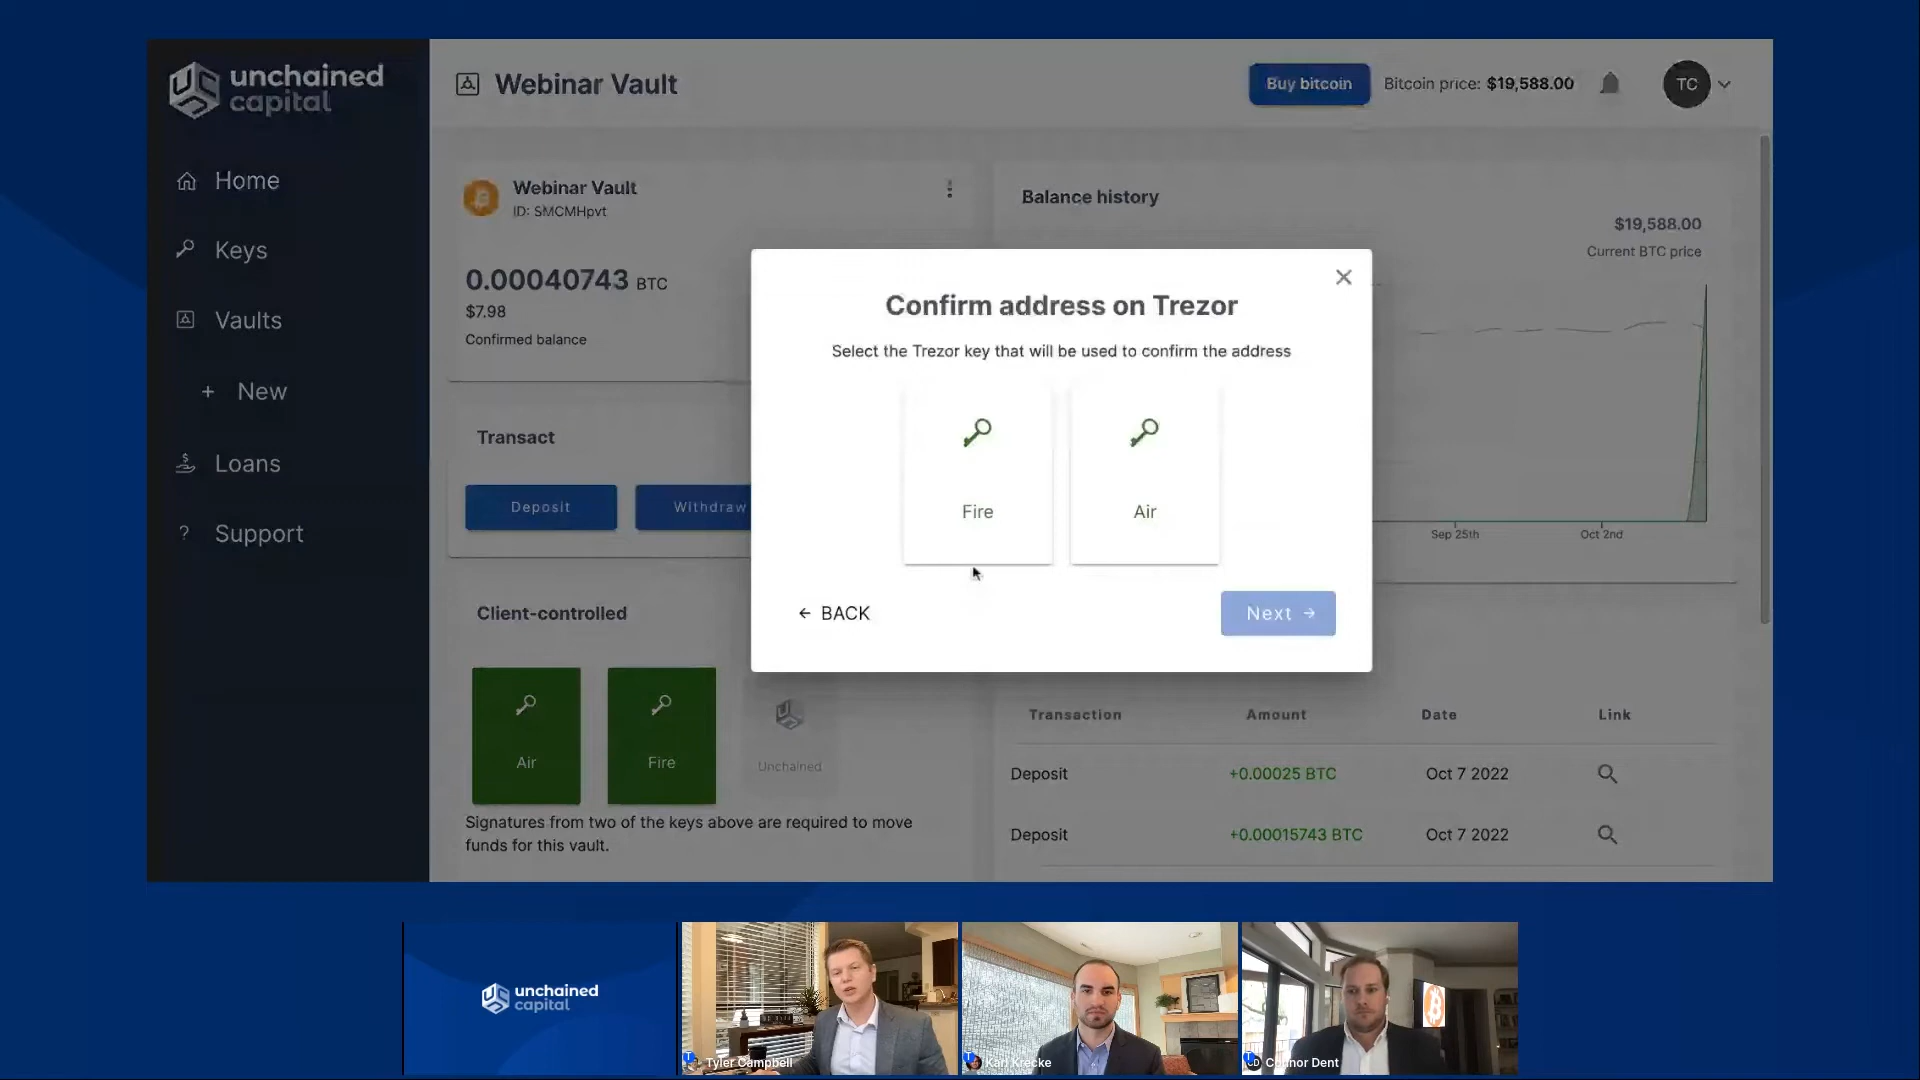 unchained
capital
Home
Keys
Vaults
+ New
Loans
? Support
Webinar Vault
Buy bitcoin
Bitcoin price: $19,588.00
TC
Webinar Vault
ID: SMCMHpvt
0.00040743 BTC
$7.98
Confirmed balance
Balance history
$19,588.00
Current BTC price
Sep 25th
Oct 2nd
Transact
Deposit
Withdraw
Confirm address on Trezor
Select the Trezor key that will be used to confirm the address
Fire
Air
← BACK
Next →
Client-controlled
Air
Fire
Unchained
Signatures from two of the keys above are required to move
funds for this vault.
Transaction Amount Date Link
Deposit +0.00025 BTC Oct 7 2022
Deposit +0.00015743 BTC Oct 7 2022
unchained
capital
Tyler Campbell
Karl Krecke
Connor Dent